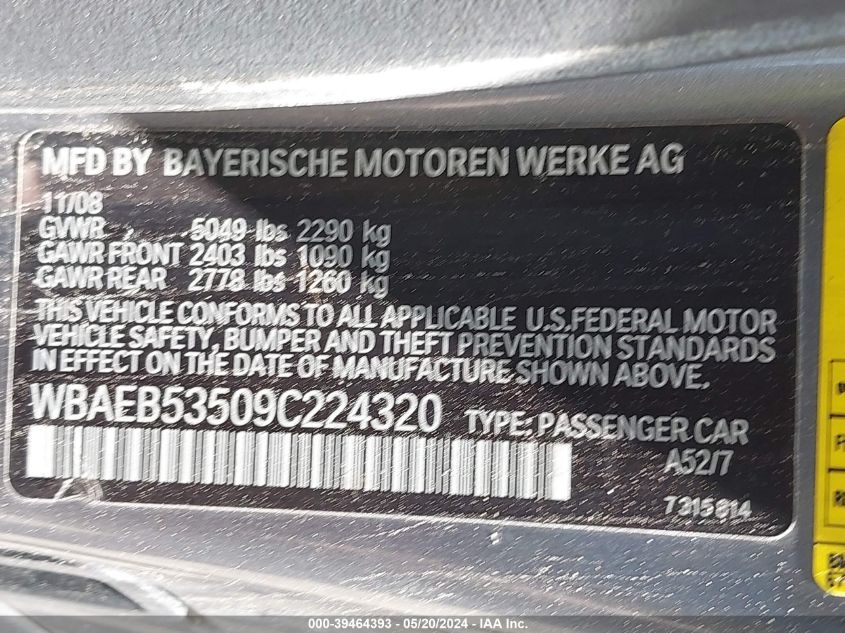 MFD BY BAYERISCHE MOTOREN WERKE AG
11/08
GVWR 5049 lbs 2290 kg
GAWR FRONT 2403 lbs 1090 kg
GAWR REAR 2778 lbs 1260 kg
THIS VEHICLE CONFORMS TO ALL APPLICABLE U.S.FEDERAL MOTOR
VEHICLE SAFETY, BUMPER AND THEFT PREVENTION STANDARDS
IN EFFECT ON THE DATE OF MANUFACTURE SHOWN ABOVE.
WBAEB53509C224320 TYPE: PASSENGER CAR
A52/7
7315814
000-39464393 - 05/20/2024 - IAA Inc.